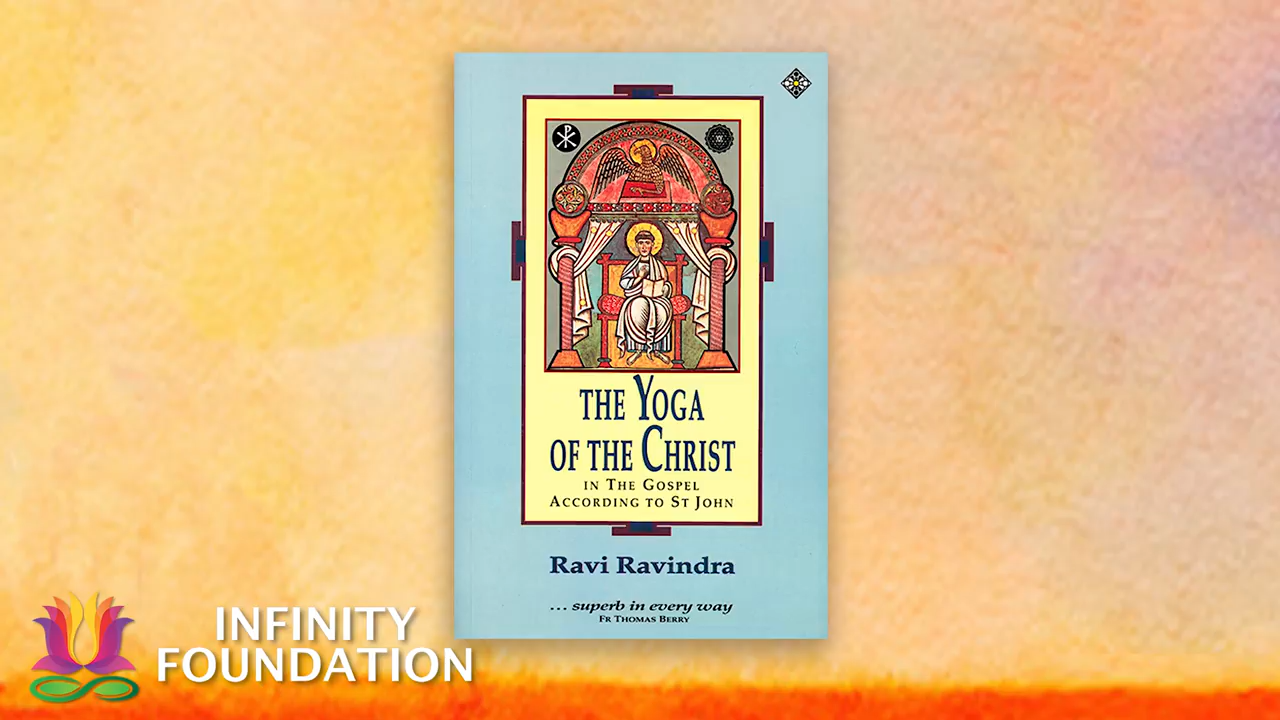 THE YOGA
OF THE CHRIST
IN THE GOSPEL
ACCORDING TO ST JOHN
Ravi Ravindra
... superb in every way
FR THOMAS BERRY
INFINITY
FOUNDATION